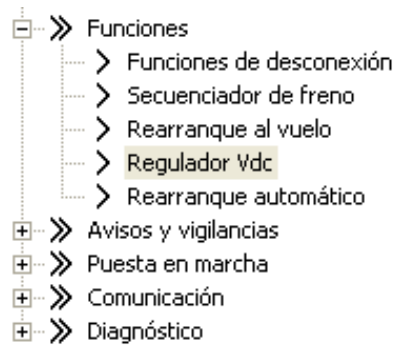 Funciones
Funciones de desconexión
Secuenciador de freno
Rearranque al vuelo
Regulador Vdc
Rearranque automático
Avisos y vigilancias
Puesta en marcha
Comunicación
Diagnóstico